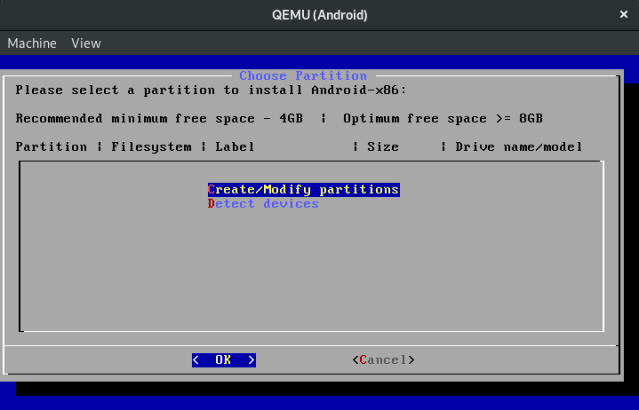 QEMU (Android)
Machine View
Choose Partition
Please select a partition to install Android-x86:
Recommended minimum free space - 4GB ¦ Optimum free space >= 8GB
Partition ¦ Filesystem ¦ Label ¦ Size ¦ Drive name/model
Create/Modify partitions
Detect devices
< OK > <Cancel>